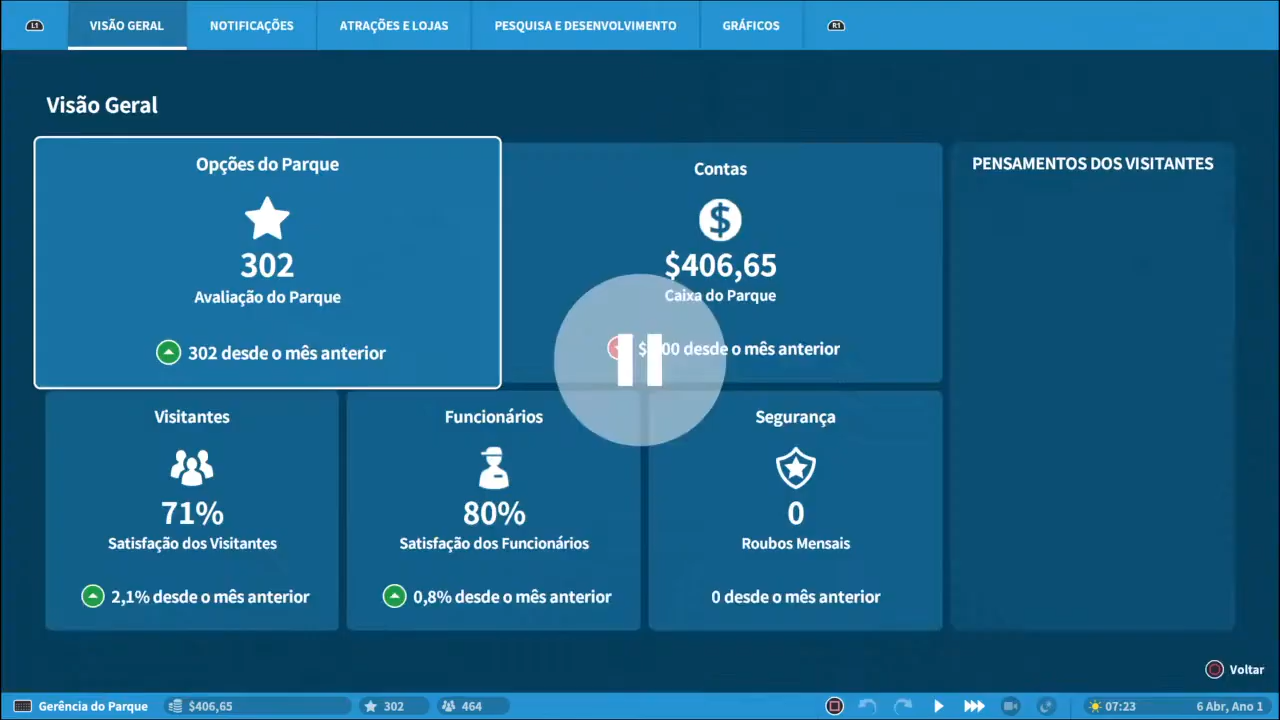 L1
VISÃO GERAL
NOTIFICAÇÕES
ATRAÇÕES E LOJAS
PESQUISA E DESENVOLVIMENTO
GRÁFICOS
R1
Visão Geral
Opções do Parque
302
Avaliação do Parque
302 desde o mês anterior
Contas
$
$406,65
Caixa do Parque
desde o mês anterior
PENSAMENTOS DOS VISITANTES
Visitantes
71%
Satisfação dos Visitantes
2,1% desde o mês anterior
Funcionários
80%
Satisfação dos Funcionários
0,8% desde o mês anterior
Segurança
0
Roubos Mensais
0 desde o mês anterior
Voltar
Gerência do Parque
$406,65
302
464
07:23
6 Abr, Ano 1